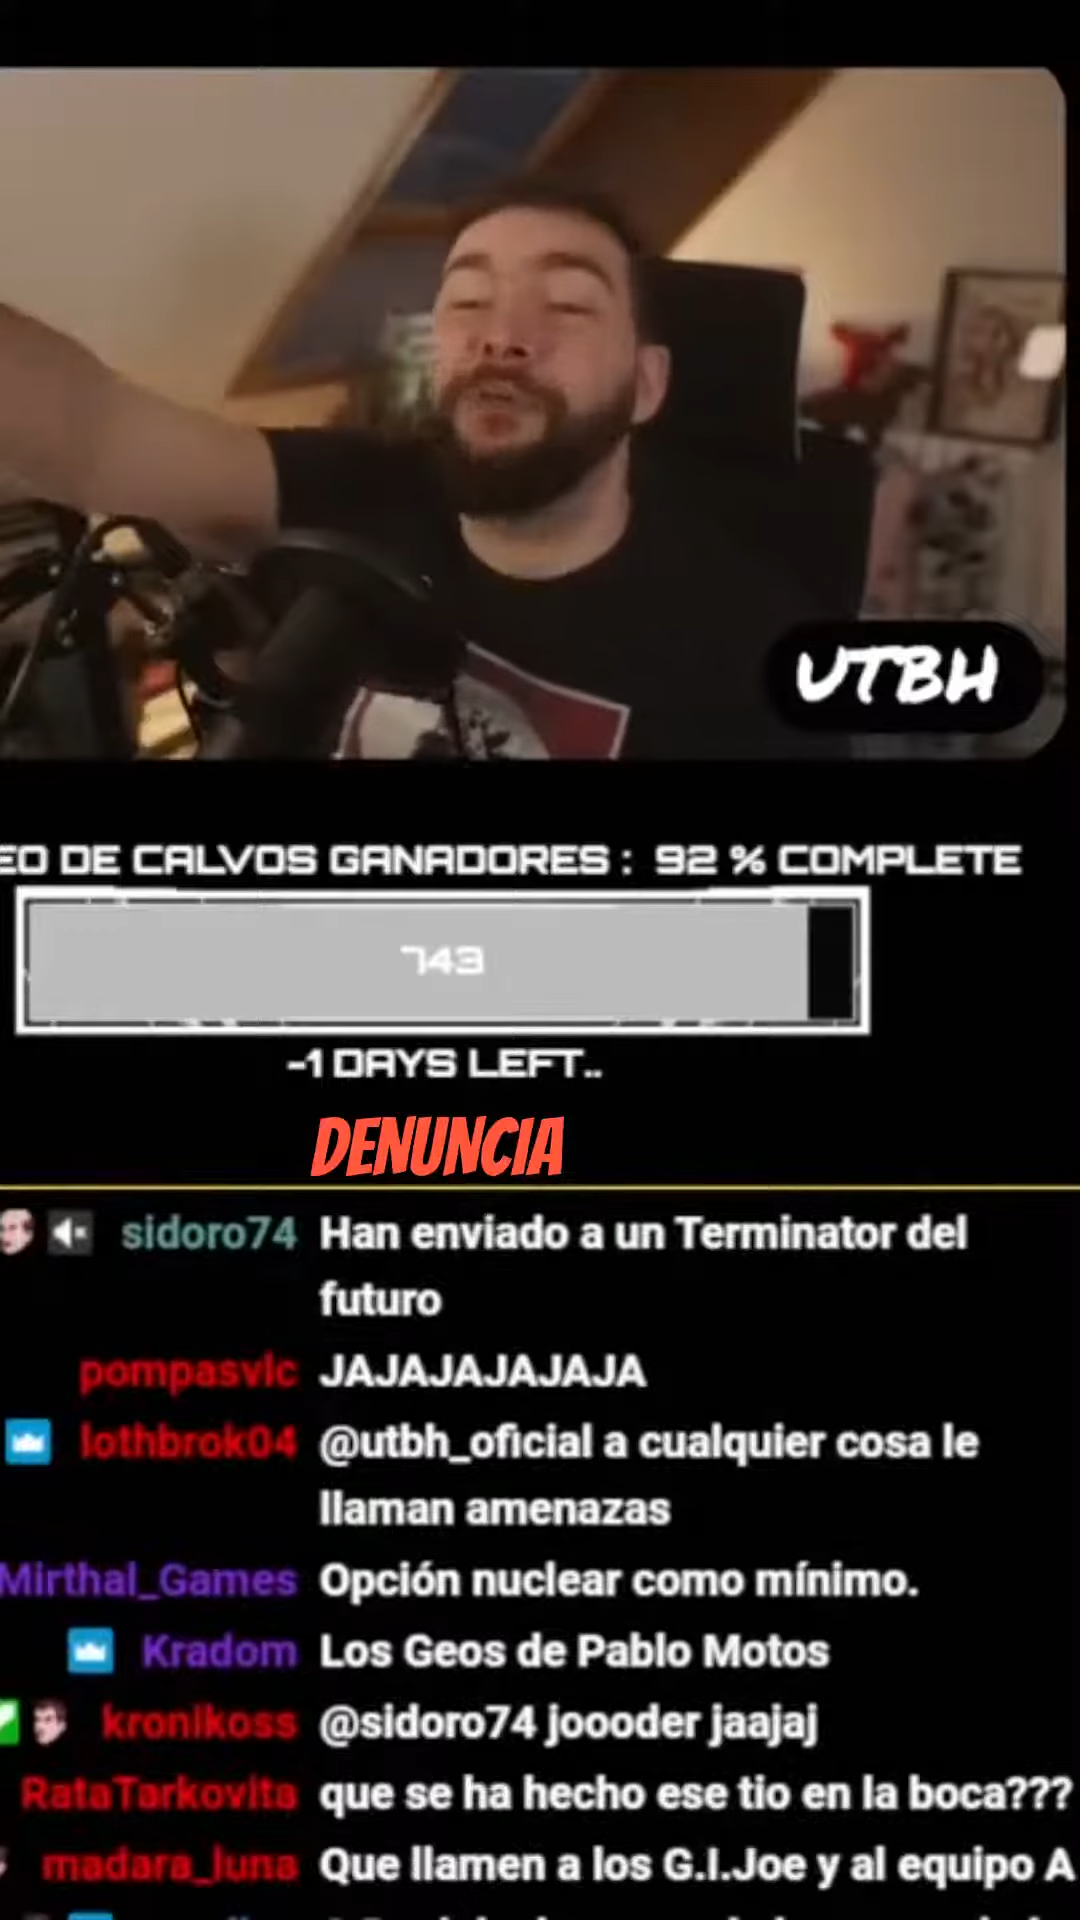 UTBH
EO DE CALVOS GANADORES : 92 % COMPLETE
743
-1 DAYS LEFT..
DENUNCIA
sidoro74 Han enviado a un Terminator del
futuro
pompasvlc JAJAJAJAJAJA
lothbrok04 @utbh_oficial a cualquier cosa le
llaman amenazas
Mirthal_Games Opción nuclear como mínimo.
Kradom Los Geos de Pablo Motos
kronikoss @sidoro74 joooder jaajaj
RataTarkovita que se ha hecho ese tio en la boca???
madara_luna Que llamen a los G.I.Joe y al equipo A